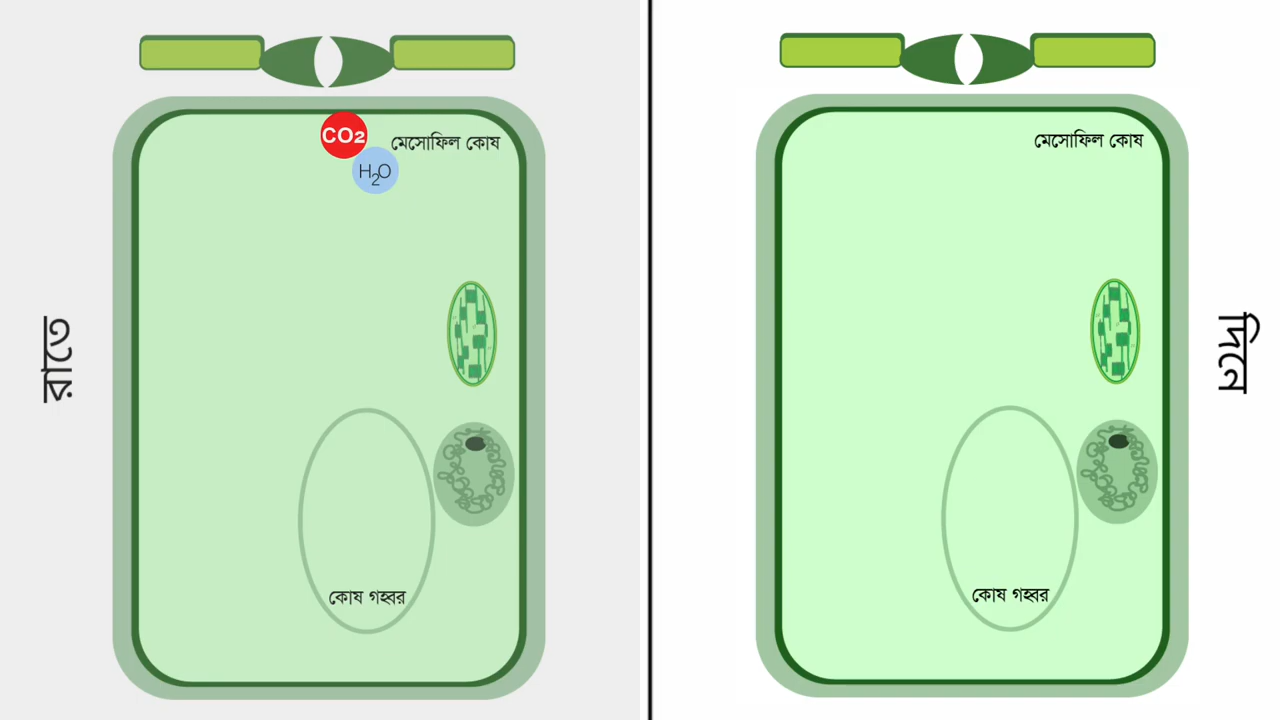 CO2
মেসোফিল কোষ
H2O
রাতে
কোষ গহ্বর
মেসোফিল কোষ
দিনে
কোষ গহ্বর